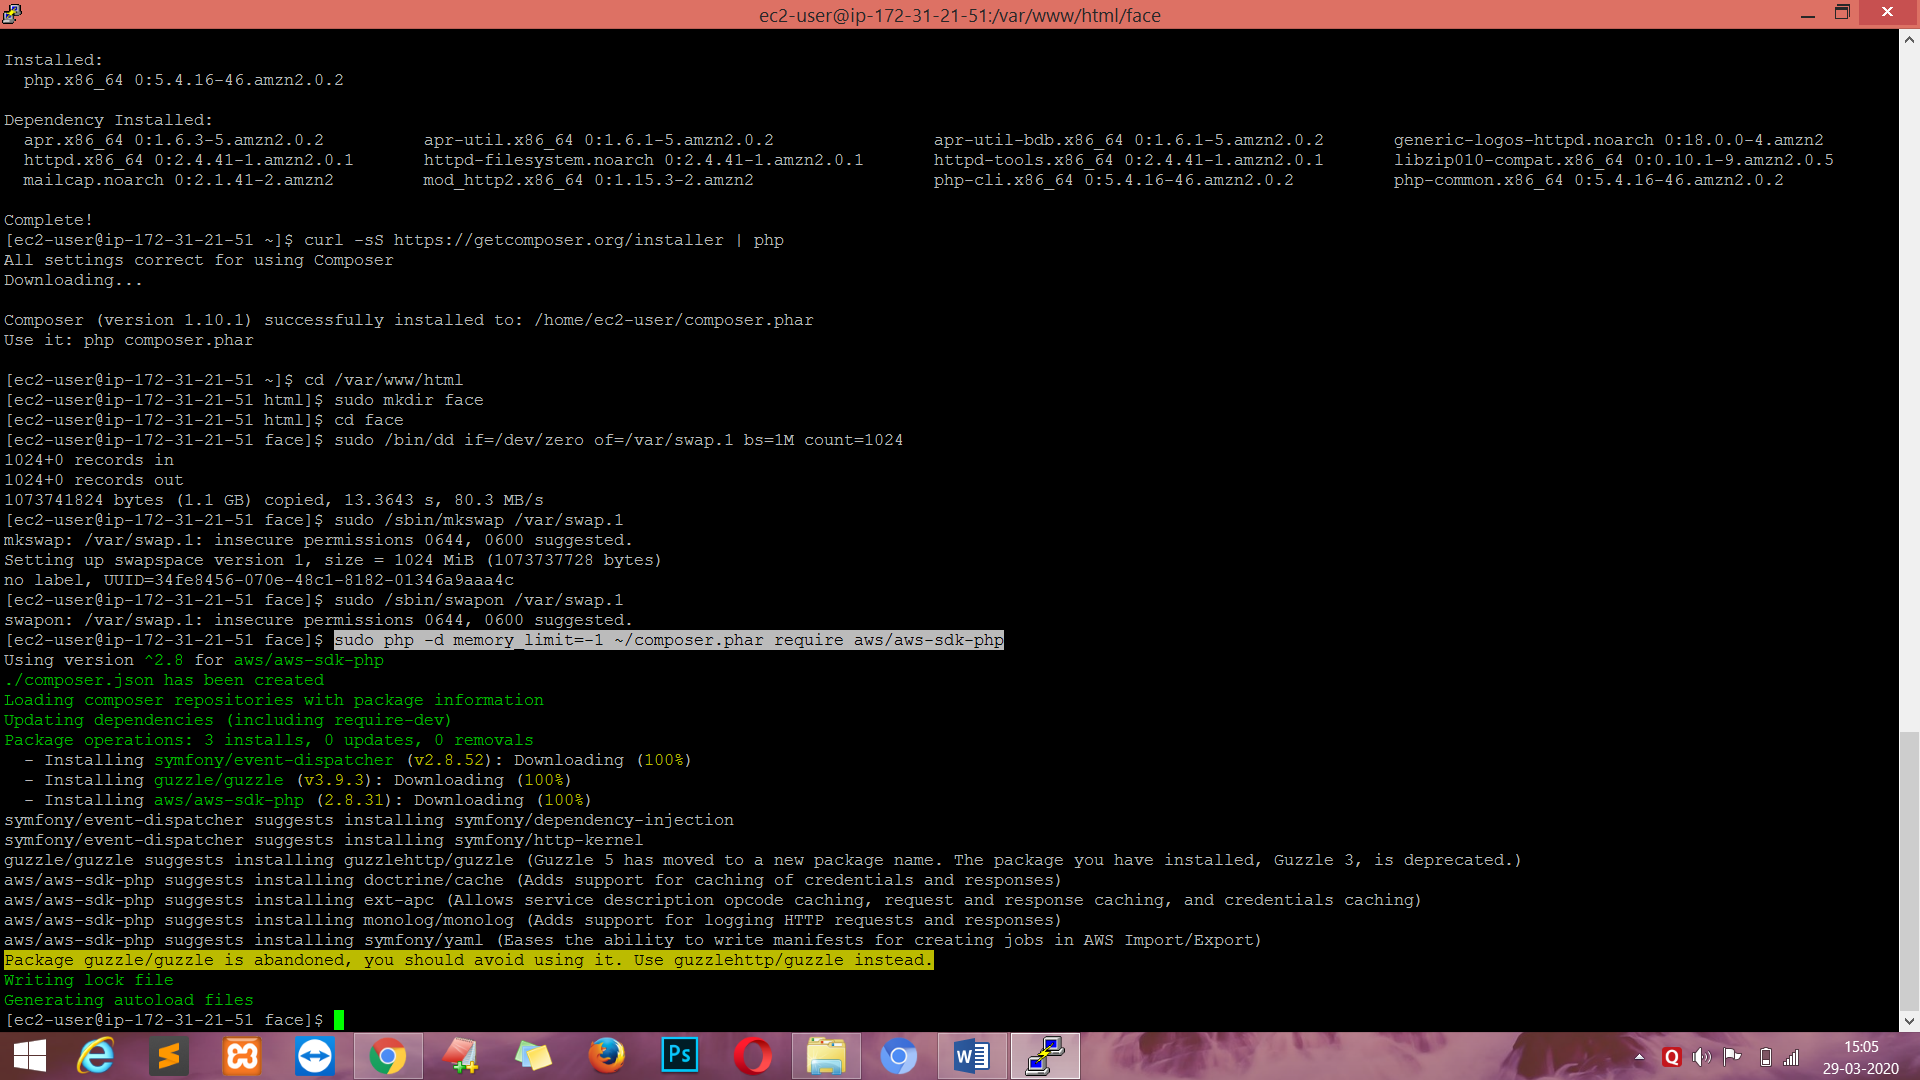 ec2-user@ip-172-31-21-51:/var/www/html/face
Installed:
  php.x86_64 0:5.4.16-46.amzn2.0.2
Dependency Installed:
  apr.x86_64 0:1.6.3-5.amzn2.0.2          apr-util.x86_64 0:1.6.1-5.amzn2.0.2                apr-util-bdb.x86_64 0:1.6.1-5.amzn2.0.2       generic-logos-httpd.noarch 0:18.0.0-4.amzn2
  httpd.x86_64 0:2.4.41-1.amzn2.0.1       httpd-filesystem.noarch 0:2.4.41-1.amzn2.0.1       httpd-tools.x86_64 0:2.4.41-1.amzn2.0.1       libzip010-compat.x86_64 0:0.10.1-9.amzn2.0.5
  mailcap.noarch 0:2.1.41-2.amzn2         mod_http2.x86_64 0:1.15.3-2.amzn2                  php-cli.x86_64 0:5.4.16-46.amzn2.0.2          php-common.x86_64 0:5.4.16-46.amzn2.0.2
Complete!
[ec2-user@ip-172-31-21-51 ~]$ curl -sS https://getcomposer.org/installer | php
All settings correct for using Composer
Downloading...
Composer (version 1.10.1) successfully installed to: /home/ec2-user/composer.phar
Use it: php composer.phar
[ec2-user@ip-172-31-21-51 ~]$ cd /var/www/html
[ec2-user@ip-172-31-21-51 html]$ sudo mkdir face
[ec2-user@ip-172-31-21-51 html]$ cd face
[ec2-user@ip-172-31-21-51 face]$ sudo /bin/dd if=/dev/zero of=/var/swap.1 bs=1M count=1024
1024+0 records in
1024+0 records out
1073741824 bytes (1.1 GB) copied, 13.3643 s, 80.3 MB/s
[ec2-user@ip-172-31-21-51 face]$ sudo /sbin/mkswap /var/swap.1
mkswap: /var/swap.1: insecure permissions 0644, 0600 suggested.
Setting up swapspace version 1, size = 1024 MiB (1073737728 bytes)
no label, UUID=34fe8456-070e-48c1-8182-01346a9aaa4c
[ec2-user@ip-172-31-21-51 face]$ sudo /sbin/swapon /var/swap.1
swapon: /var/swap.1: insecure permissions 0644, 0600 suggested.
[ec2-user@ip-172-31-21-51 face]$ sudo php -d memory_limit=-1 ~/composer.phar require aws/aws-sdk-php
Using version ^2.8 for aws/aws-sdk-php
./composer.json has been created
Loading composer repositories with package information
Updating dependencies (including require-dev)
Package operations: 3 installs, 0 updates, 0 removals
  - Installing symfony/event-dispatcher (v2.8.52): Downloading (100%)
  - Installing guzzle/guzzle (v3.9.3): Downloading (100%)
  - Installing aws/aws-sdk-php (2.8.31): Downloading (100%)
symfony/event-dispatcher suggests installing symfony/dependency-injection
symfony/event-dispatcher suggests installing symfony/http-kernel
guzzle/guzzle suggests installing guzzlehttp/guzzle (Guzzle 5 has moved to a new package name. The package you have installed, Guzzle 3, is deprecated.)
aws/aws-sdk-php suggests installing doctrine/cache (Adds support for caching of credentials and responses)
aws/aws-sdk-php suggests installing ext-apc (Allows service description opcode caching, request and response caching, and credentials caching)
aws/aws-sdk-php suggests installing monolog/monolog (Adds support for logging HTTP requests and responses)
aws/aws-sdk-php suggests installing symfony/yaml (Eases the ability to write manifests for creating jobs in AWS Import/Export)
Package guzzle/guzzle is abandoned, you should avoid using it. Use guzzlehttp/guzzle instead.
Writing lock file
Generating autoload files
[ec2-user@ip-172-31-21-51 face]$
Ps
Q
15:05
29-03-2020